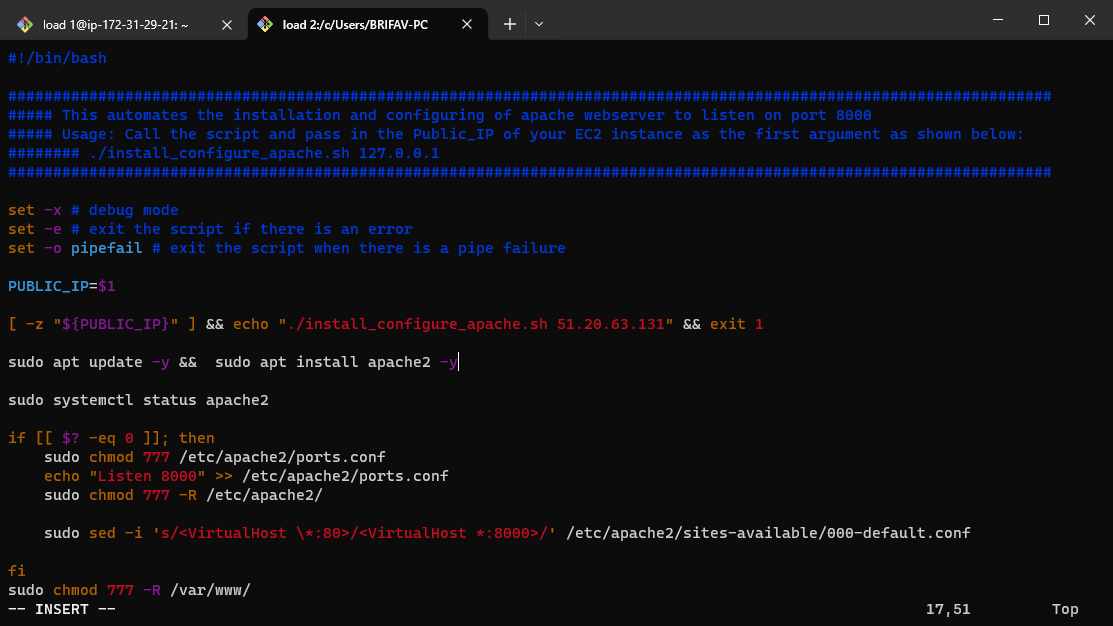 load 1@ip-172-31-29-21: ~
load 2:/c/Users/BRIFAV-PC
#!/bin/bash
####################################################################################################################
##### This automates the installation and configuring of apache webserver to listen on port 8000
##### Usage: Call the script and pass in the Public_IP of your EC2 instance as the first argument as shown below:
######## ./install_configure_apache.sh 127.0.0.1
####################################################################################################################
set -x # debug mode
set -e # exit the script if there is an error
set -o pipefail # exit the script when there is a pipe failure
PUBLIC_IP=$1
[ -z "${PUBLIC_IP}" ] && echo "./install_configure_apache.sh 51.20.63.131" && exit 1
sudo apt update -y &&  sudo apt install apache2 -y
sudo systemctl status apache2
if [[ $? -eq 0 ]]; then
    sudo chmod 777 /etc/apache2/ports.conf
    echo "Listen 8000" >> /etc/apache2/ports.conf
    sudo chmod 777 -R /etc/apache2/
    sudo sed -i 's/<VirtualHost \*:80>/<VirtualHost *:8000>/' /etc/apache2/sites-available/000-default.conf
fi
sudo chmod 777 -R /var/www/
-- INSERT -- 17,51 Top